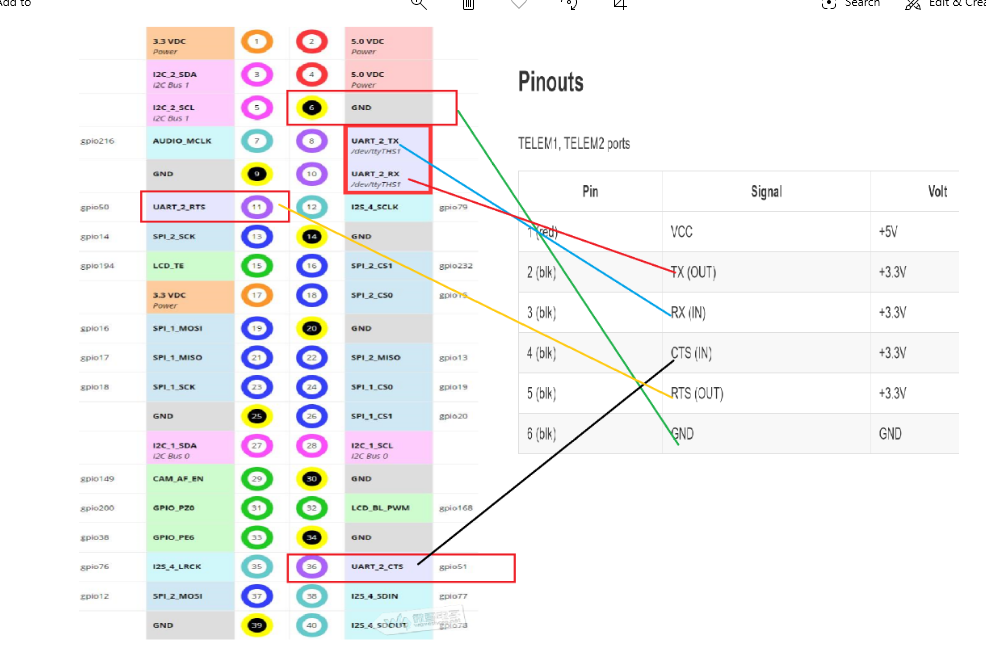 dd to
Search
Edit & Crea
3.3 VDC
Power
1
2
5.0 VDC
Power
I2C_2_SDA
I2C Bus 1
3
4
5.0 VDC
Power
I2C_2_SCL
I2C Bus 1
5
6
GND
gpio216
AUDIO_MCLK
7
8
UART_2_TX
/dev/ttyTHS1
GND
9
10
UART_2_RX
/dev/ttyTHS1
gpio50
UART_2_RTS
11
12
I2S_4_SCLK
gpio79
gpio14
SPI_2_SCK
13
14
GND
gpio194
LCD_TE
15
16
SPI_2_CS1
gpio232
3.3 VDC
Power
17
18
SPI_2_CS0
gpio15
gpio16
SPI_1_MOSI
19
20
GND
gpio17
SPI_1_MISO
21
22
SPI_2_MISO
gpio13
gpio18
SPI_1_SCK
23
24
SPI_1_CS0
gpio19
GND
25
26
SPI_1_CS1
gpio20
I2C_1_SDA
I2C Bus 0
27
28
I2C_1_SCL
I2C Bus 0
gpio149
CAM_AF_EN
29
30
GND
gpio200
GPIO_PZ0
31
32
LCD_BL_PWM
gpio168
gpio38
GPIO_PE6
33
34
GND
gpio76
I2S_4_LRCK
35
36
UART_2_CTS
gpio51
gpio12
SPI_2_MOSI
37
38
I2S_4_SDIN
gpio77
GND
39
40
I2S_4_SDOUT
gpio78
Pinouts
TELEM1, TELEM2 ports
Pin Signal Volt
1 (red) VCC +5V
2 (blk) TX (OUT) +3.3V
3 (blk) RX (IN) +3.3V
4 (blk) CTS (IN) +3.3V
5 (blk) RTS (OUT) +3.3V
6 (blk) GND GND